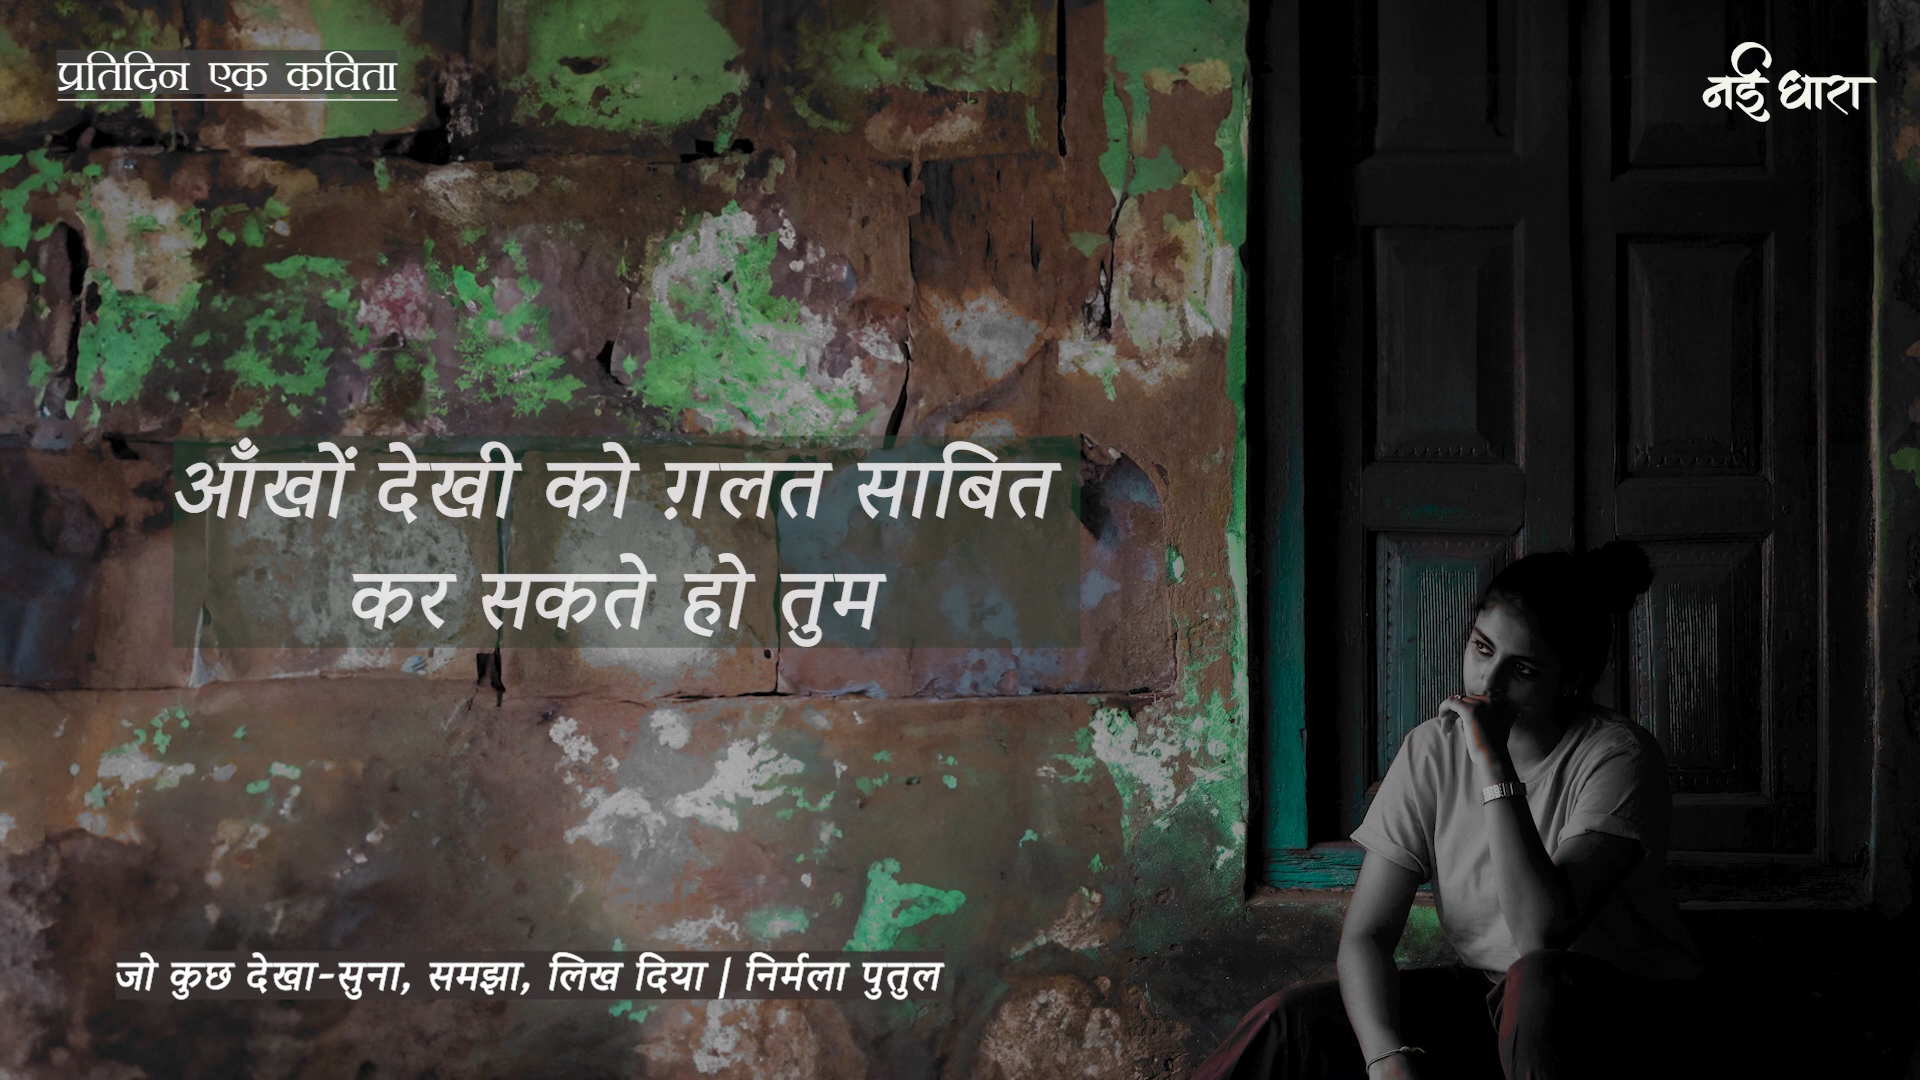 प्रतिदिन एक कविता
नई धारा
आँखों देखी को ग़लत साबित
कर सकते हो तुम
जो कुछ देखा-सुना, समझा, लिख दिया | निर्मला पुतुल